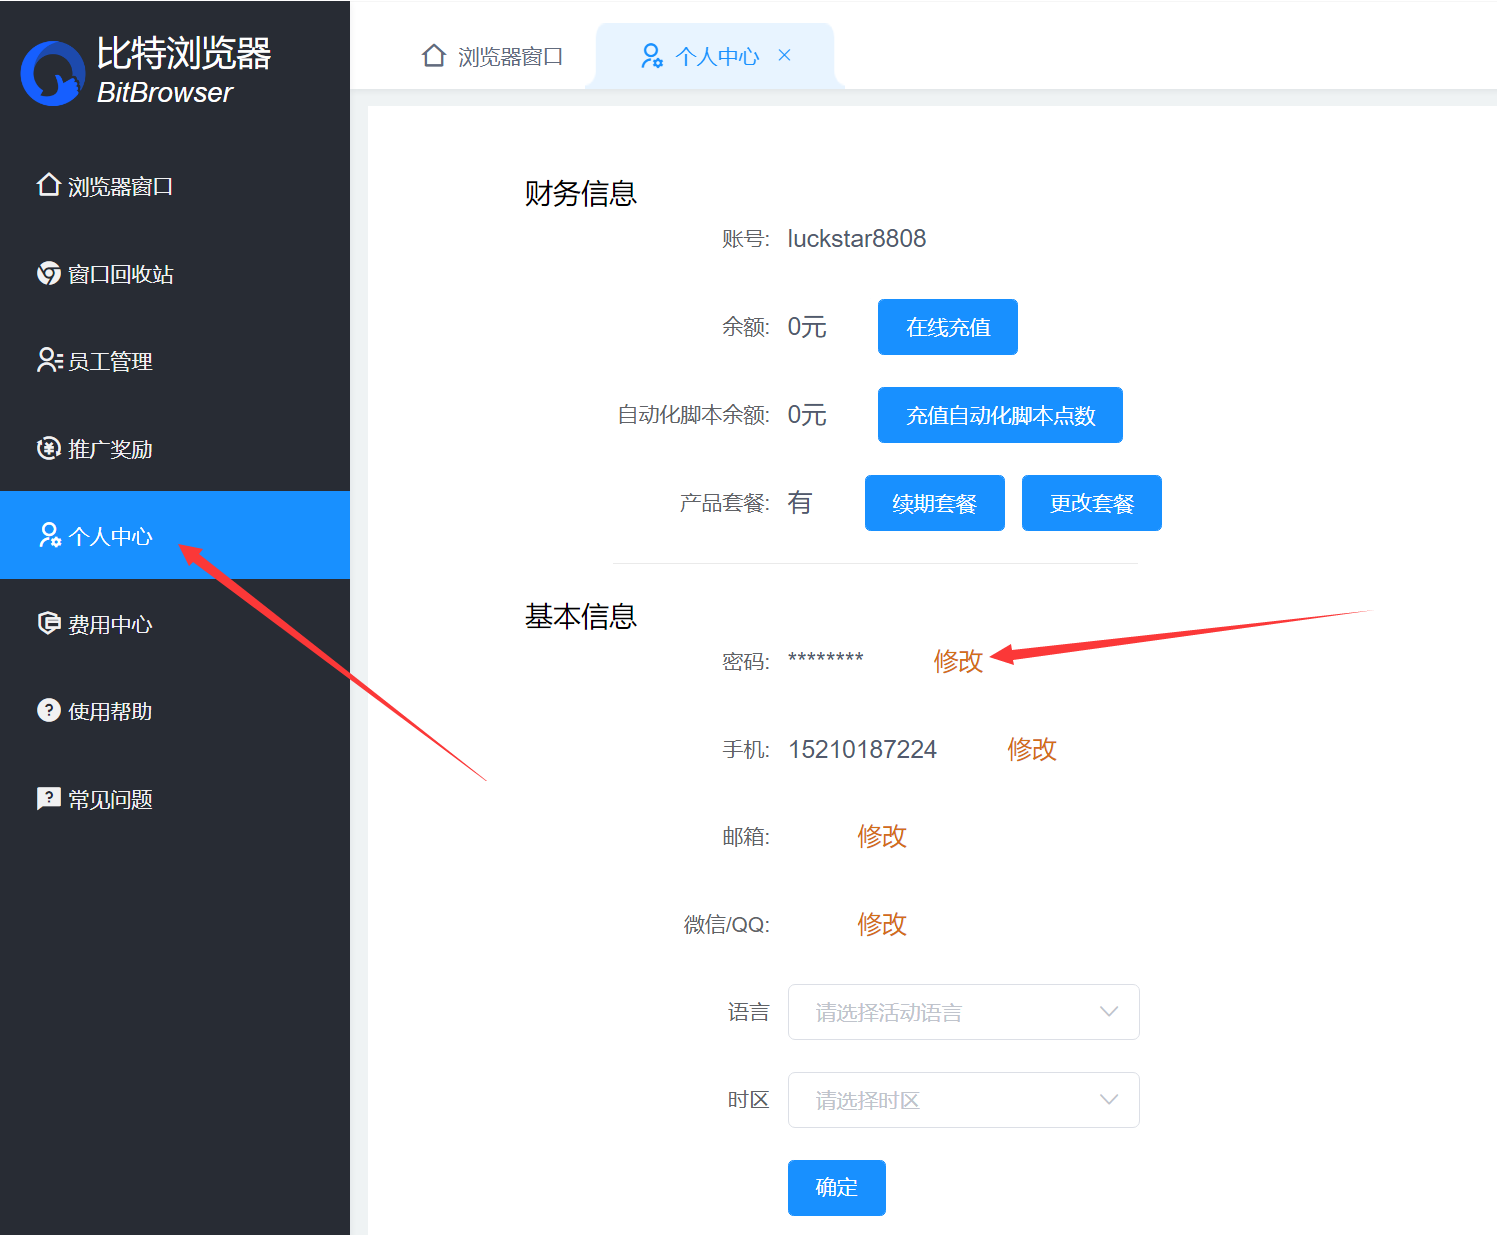 比特浏览器
BitBrowser
浏览器窗口
窗口回收站
员工管理
推广奖励
个人中心
费用中心
使用帮助
常见问题
浏览器窗口
个人中心
财务信息
账号: luckstar8808
余额: 0元 在线充值
自动化脚本余额: 0元 充值自动化脚本点数
产品套餐: 有 续期套餐 更改套餐
基本信息
密码: ******** 修改
手机: 15210187224 修改
邮箱: 修改
微信/QQ: 修改
语言 请选择活动语言
时区 请选择时区
确定